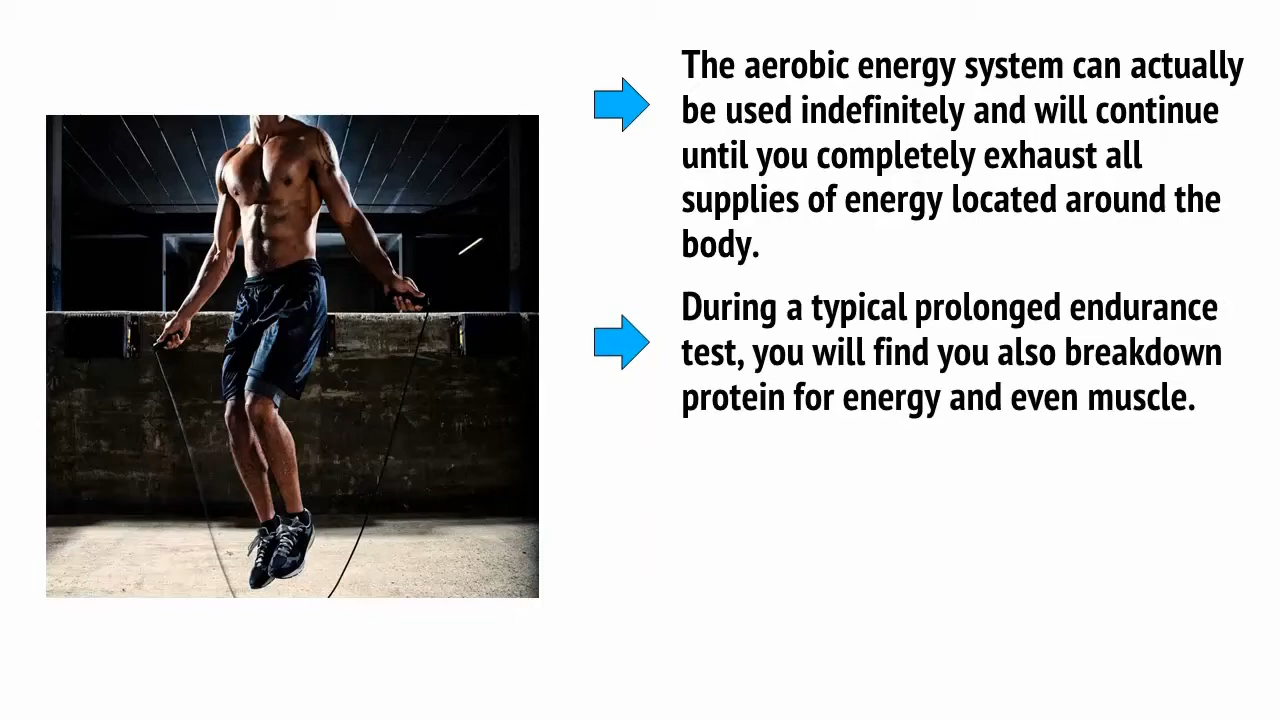 The aerobic energy system can actually
be used indefinitely and will continue
until you completely exhaust all
supplies of energy located around the
body.
During a typical prolonged endurance
test, you will find you also breakdown
protein for energy and even muscle.